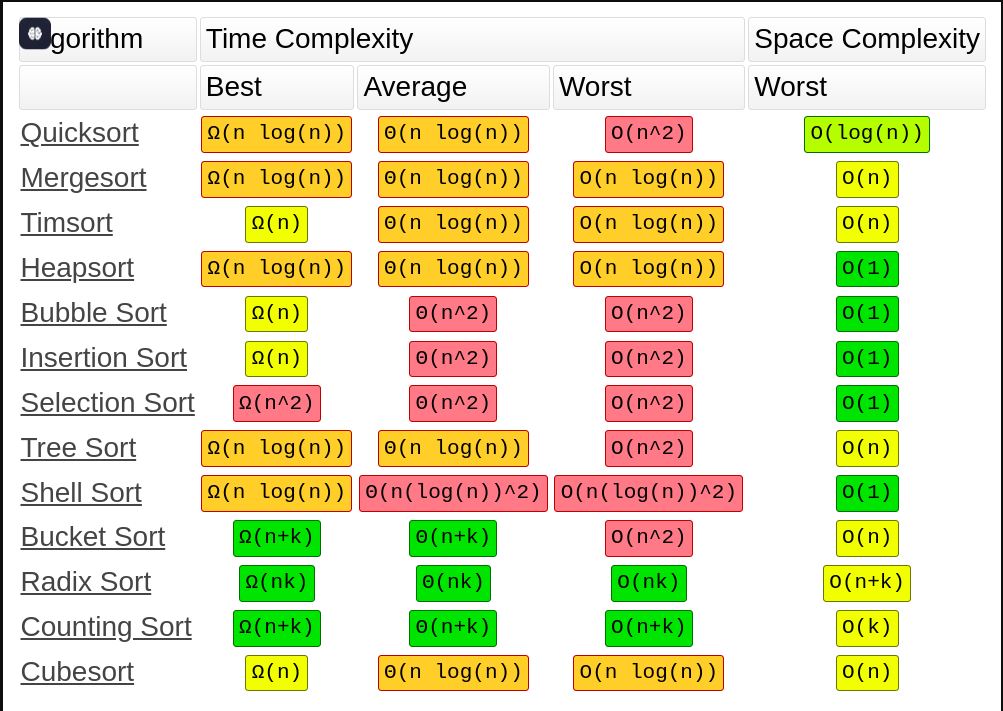 gorithm Time Complexity Space Complexity
Best Average Worst Worst
Quicksort Ω(n log(n)) Θ(n log(n)) O(n^2) O(log(n))
Mergesort Ω(n log(n)) Θ(n log(n)) O(n log(n)) O(n)
Timsort Ω(n) Θ(n log(n)) O(n log(n)) O(n)
Heapsort Ω(n log(n)) Θ(n log(n)) O(n log(n)) O(1)
Bubble Sort Ω(n) Θ(n^2) O(n^2) O(1)
Insertion Sort Ω(n) Θ(n^2) O(n^2) O(1)
Selection Sort Ω(n^2) Θ(n^2) O(n^2) O(1)
Tree Sort Ω(n log(n)) Θ(n log(n)) O(n^2) O(n)
Shell Sort Ω(n log(n)) Θ(n(log(n))^2) O(n(log(n))^2) O(1)
Bucket Sort Ω(n+k) Θ(n+k) O(n^2) O(n)
Radix Sort Ω(nk) Θ(nk) O(nk) O(n+k)
Counting Sort Ω(n+k) Θ(n+k) O(n+k) O(k)
Cubesort Ω(n) Θ(n log(n)) O(n log(n)) O(n)